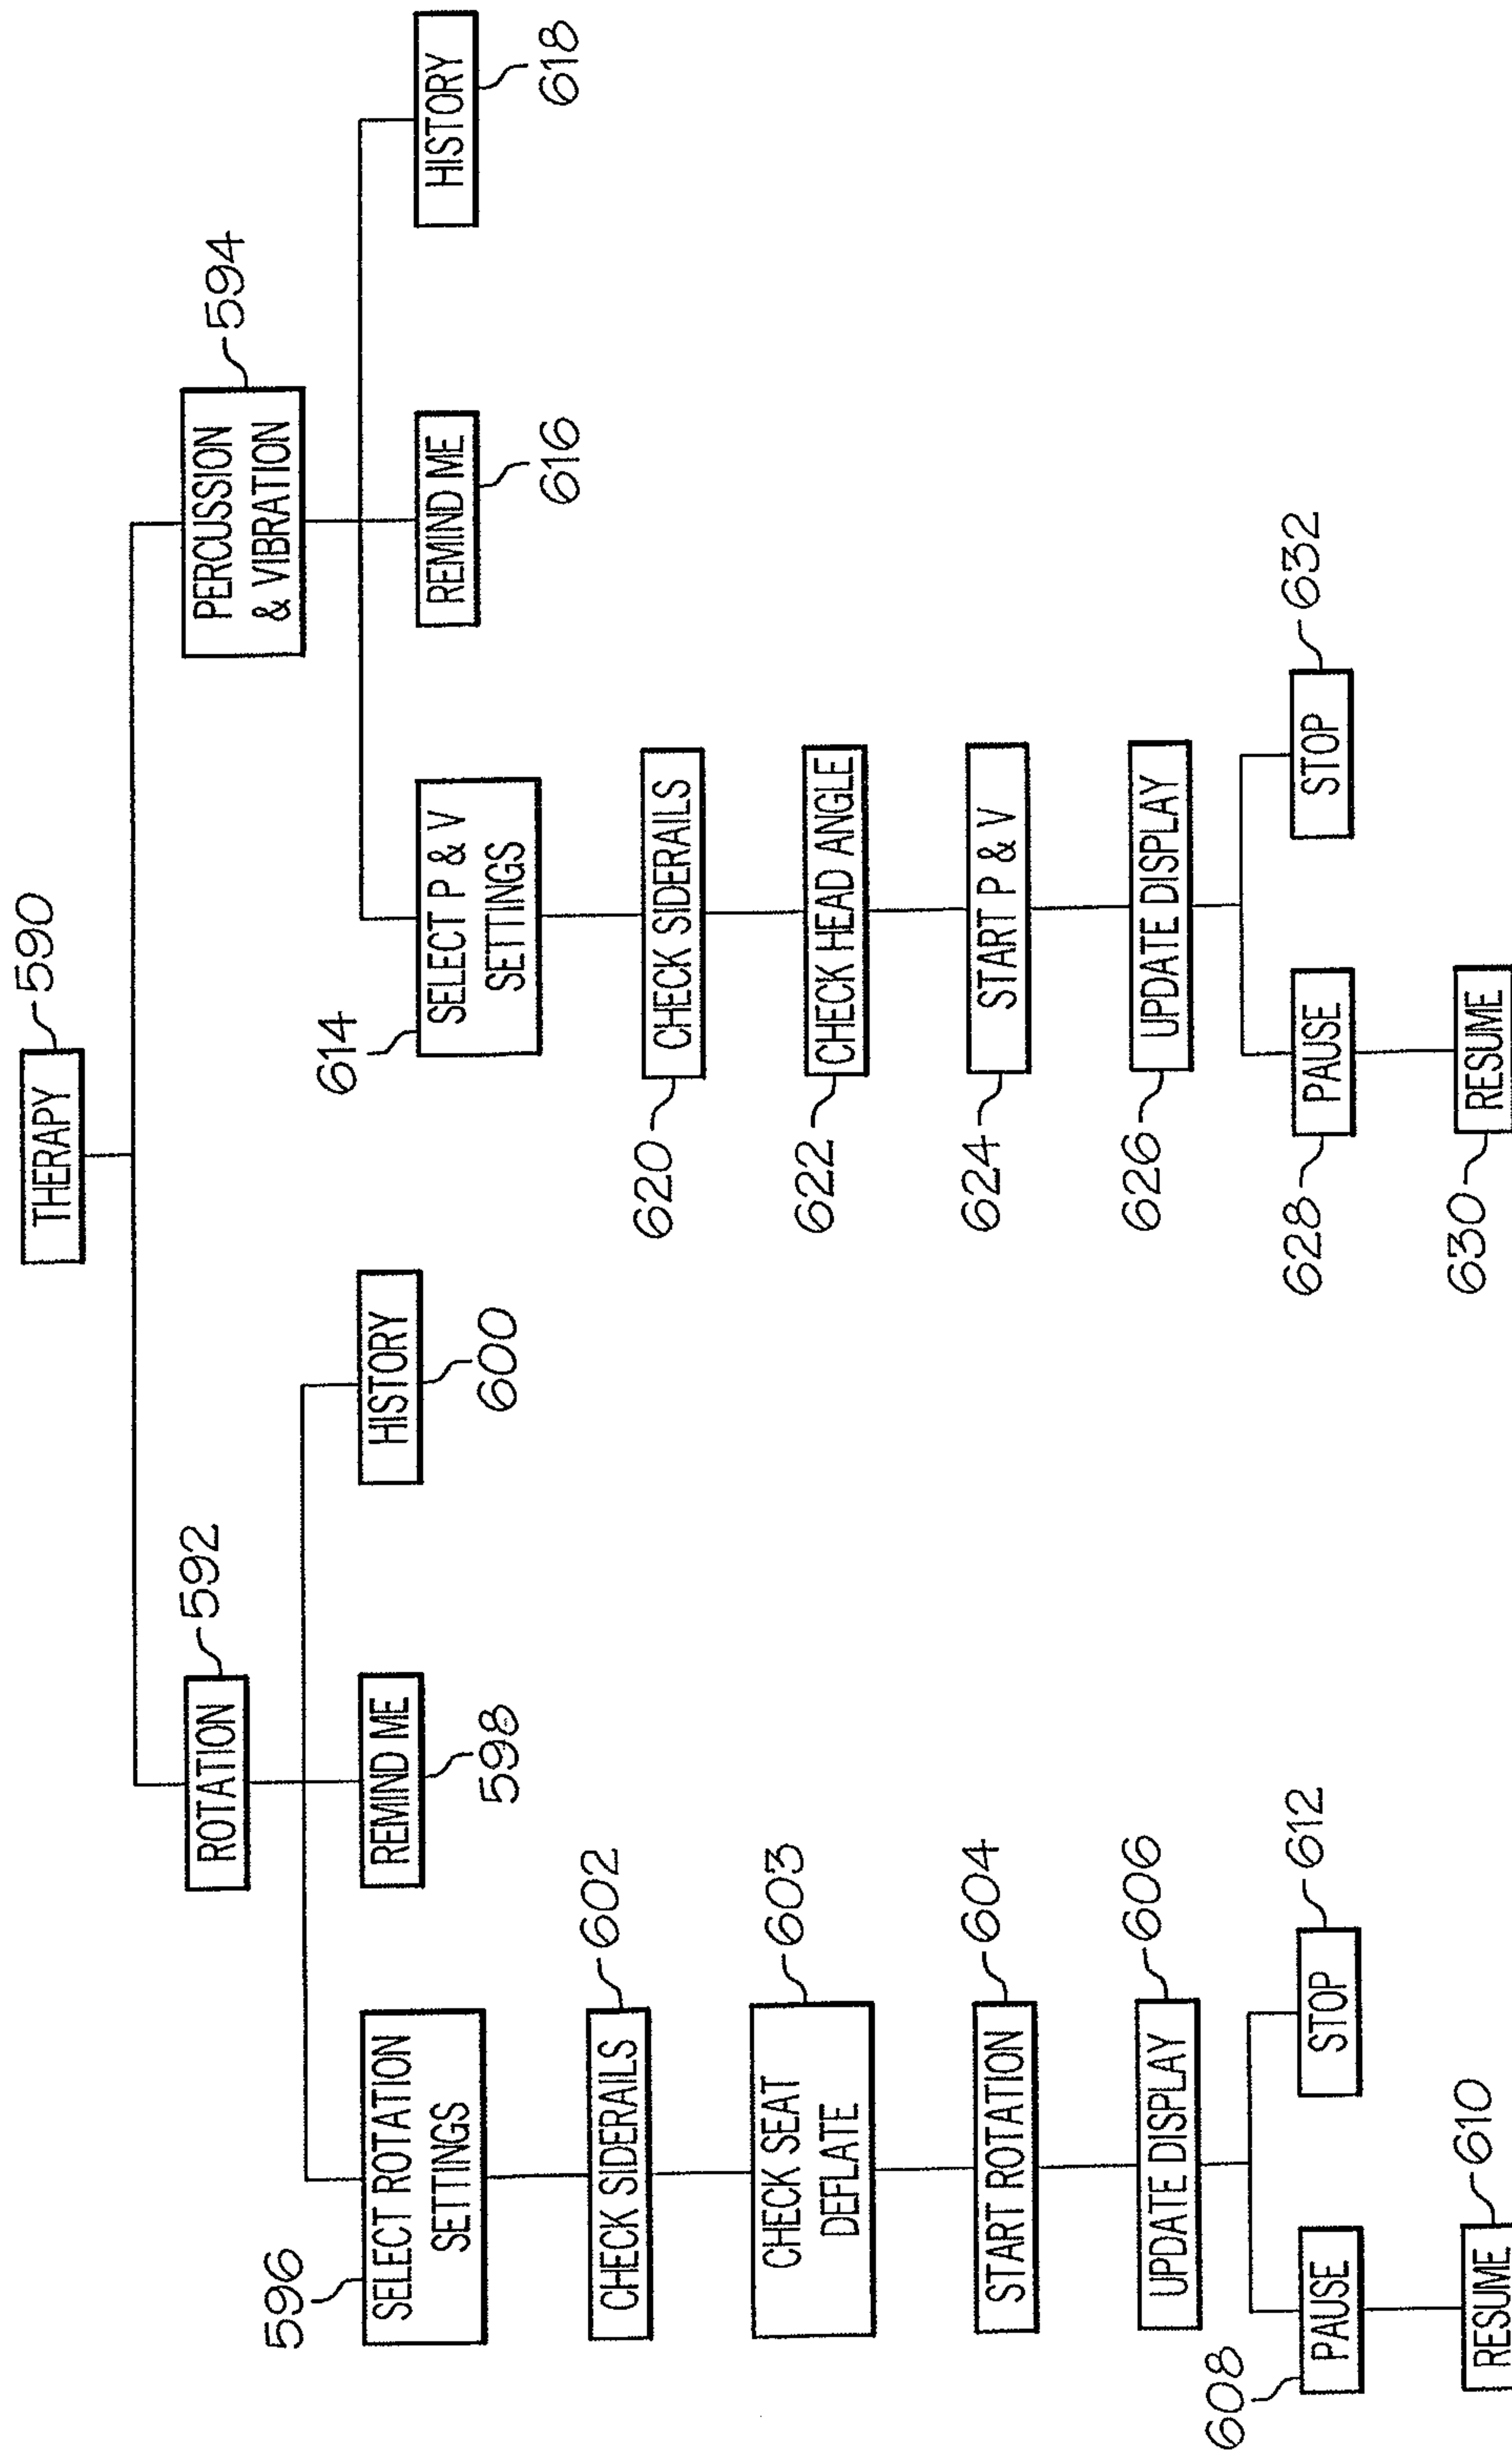 THERAPY
590
ROTATION
592
PERCUSSION
& VIBRATION
594
SELECT ROTATION
SETTINGS
596
REMIND ME
598
HISTORY
600
CHECK SIDERAILS
602
CHECK SEAT
DEFLATE
603
START ROTATION
604
UPDATE DISPLAY
606
PAUSE
608
STOP
612
RESUME
610
SELECT P & V
SETTINGS
614
REMIND ME
616
HISTORY
618
CHECK SIDERAILS
620
CHECK HEAD ANGLE
622
START P & V
624
UPDATE DISPLAY
626
PAUSE
628
STOP
632
RESUME
630